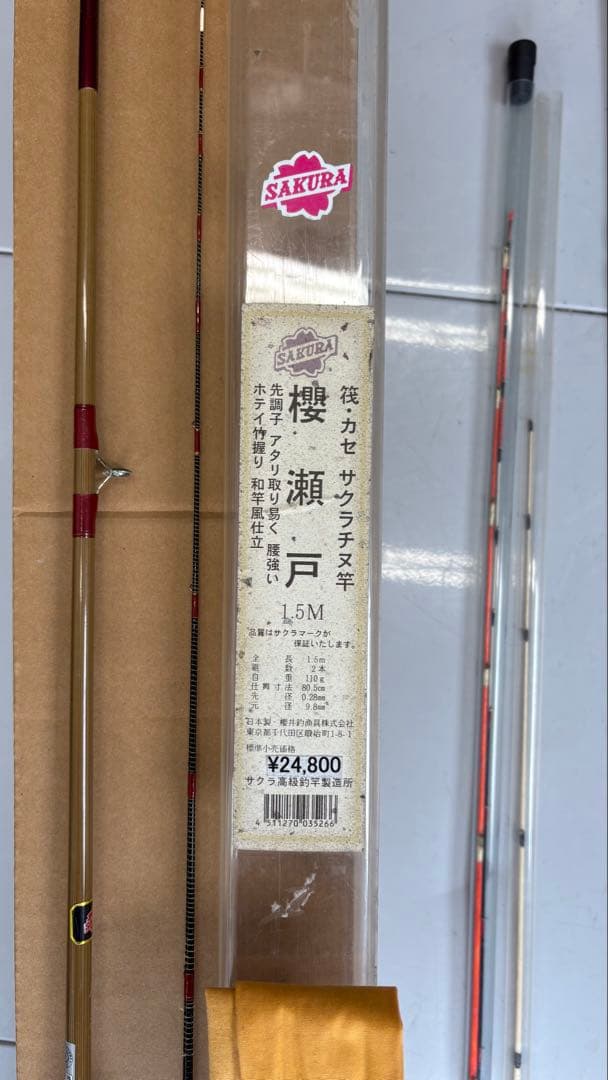 SAKURA
SAKURA
筏・カセ サクラチヌ竿
櫻瀬戸
先調子 アタリ取り易く 腰強い
ホテイ竹握り 和竿風仕立
1.5M
品質はサクラマークが
保証いたします。
全長 1.5m
継数 2本
自重 110g
仕舞寸法 80.5cm
先径 0.28mm
元径 9.8mm
日本製・櫻井釣漁具株式会社
東京都千代田区鍛冶町1-8-1
標準小売価格
¥24,800
サクラ高級釣竿製造所
4 511270 035266